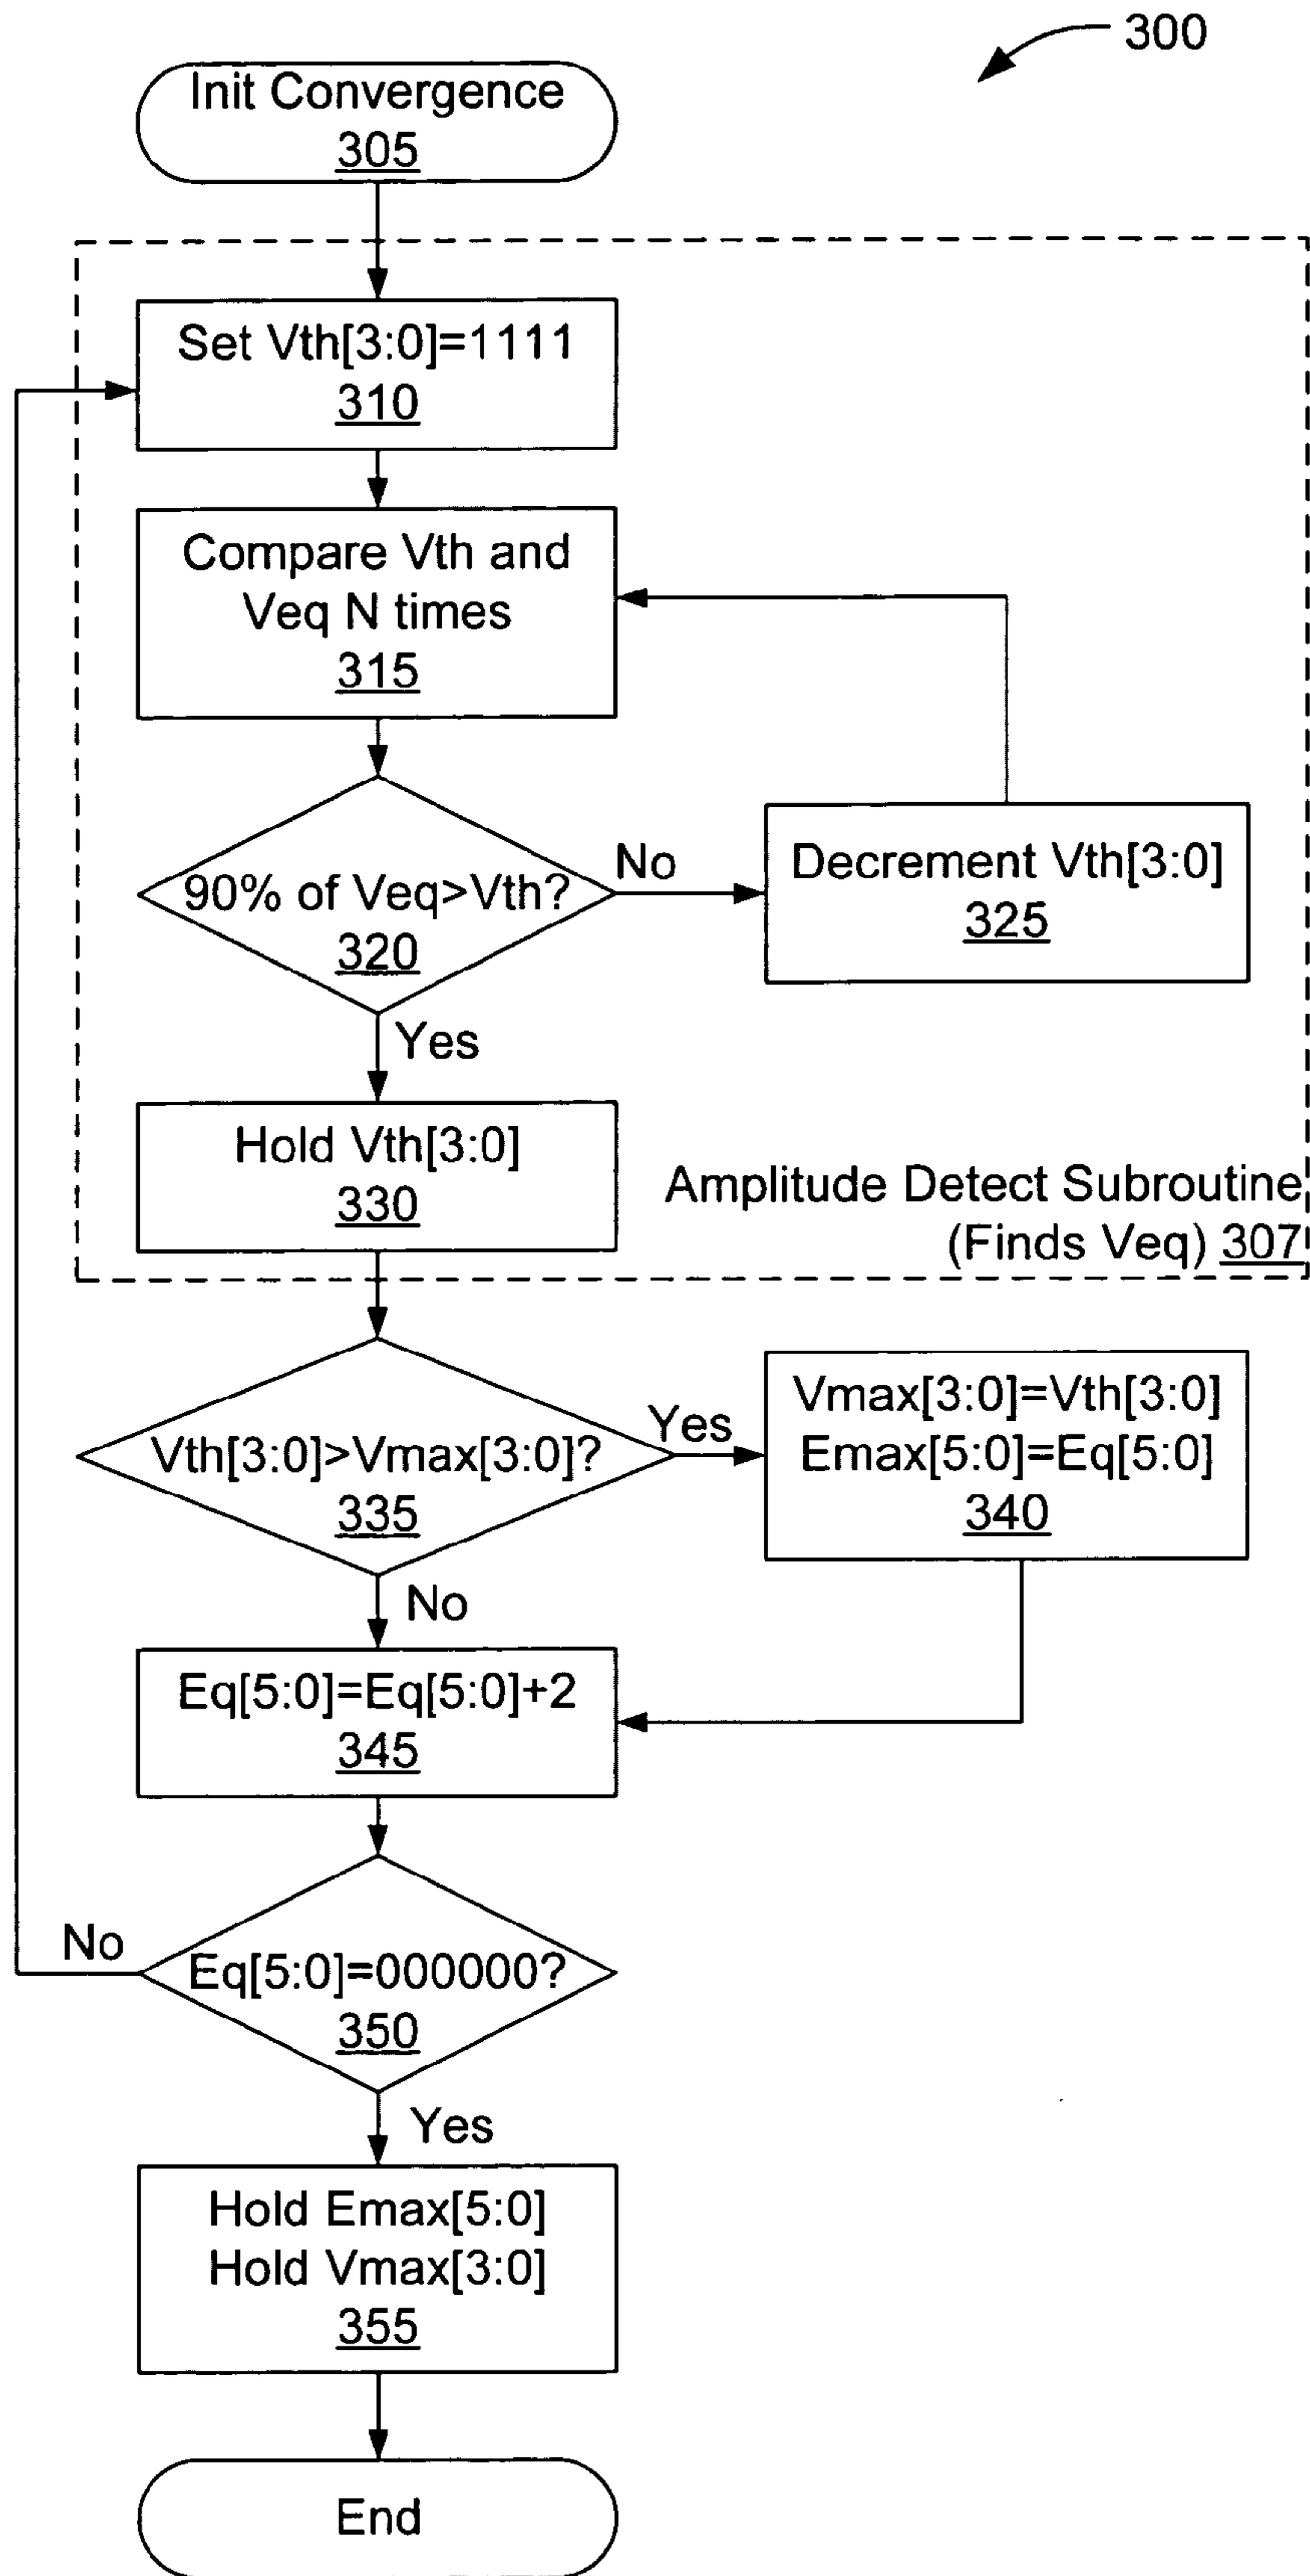 300
Init Convergence
305
Set Vth[3:0]=1111
310
Compare Vth and
Veq N times
315
90% of Veq>Vth?
320
No
Decrement Vth[3:0]
325
Yes
Hold Vth[3:0]
330
Amplitude Detect Subroutine
(Finds Veq) 307
Vth[3:0]>Vmax[3:0]?
335
Yes
Vmax[3:0]=Vth[3:0]
Emax[5:0]=Eq[5:0]
340
No
Eq[5:0]=Eq[5:0]+2
345
No
Eq[5:0]=000000?
350
Yes
Hold Emax[5:0]
Hold Vmax[3:0]
355
End